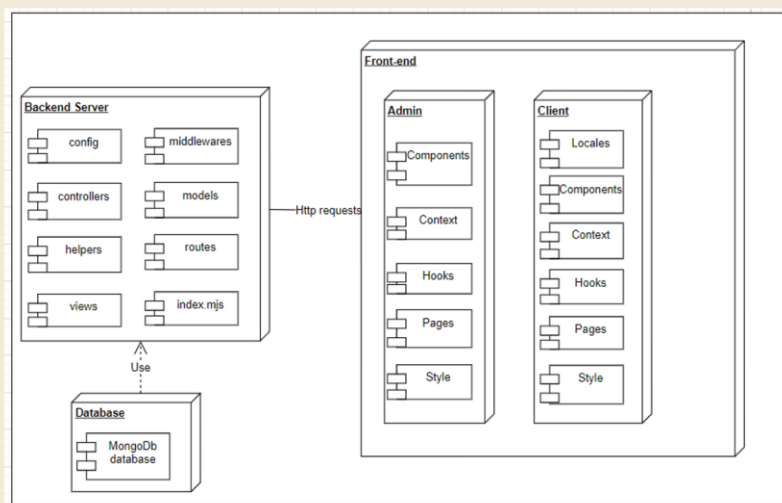 Backend Server
config
middlewares
controllers
models
helpers
routes
views
index.mjs
Use
Database
MongoDb
database
Http requests
Front-end
Admin
Components
Context
Hooks
Pages
Style
Client
Locales
Components
Context
Hooks
Pages
Style